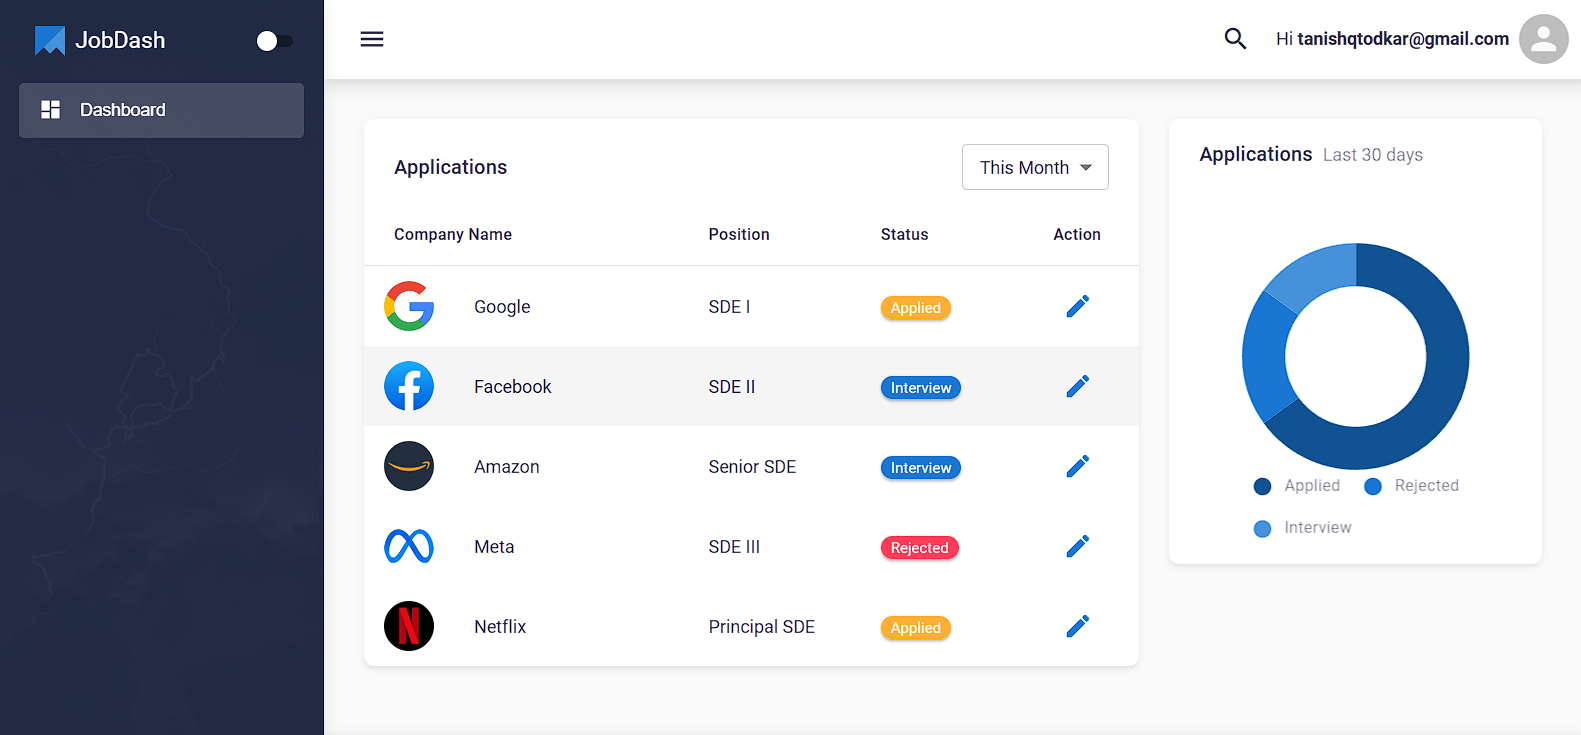 JobDash
Dashboard
Hi tanishqtodkar@gmail.com
Applications
This Month
Company Name Position Status Action
Google SDE I Applied
Facebook SDE II Interview
Amazon Senior SDE Interview
Meta SDE III Rejected
Netflix Principal SDE Applied
Applications Last 30 days
Applied Rejected
Interview